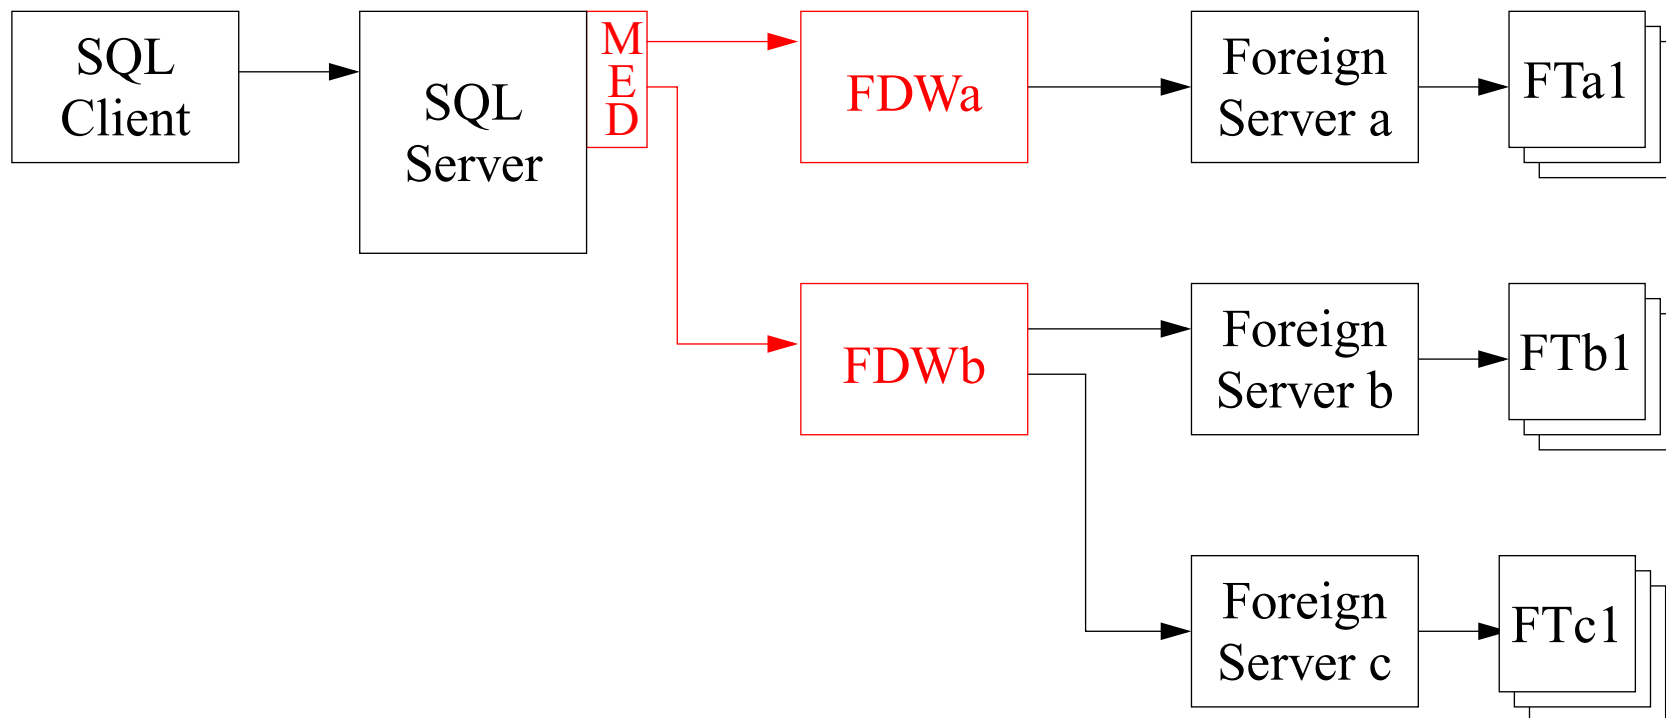 SQL
Client
SQL
Server
M
E
D
FDWa
Foreign
Server a
FTa1
FDWb
Foreign
Server b
FTb1
Foreign
Server c
FTc1